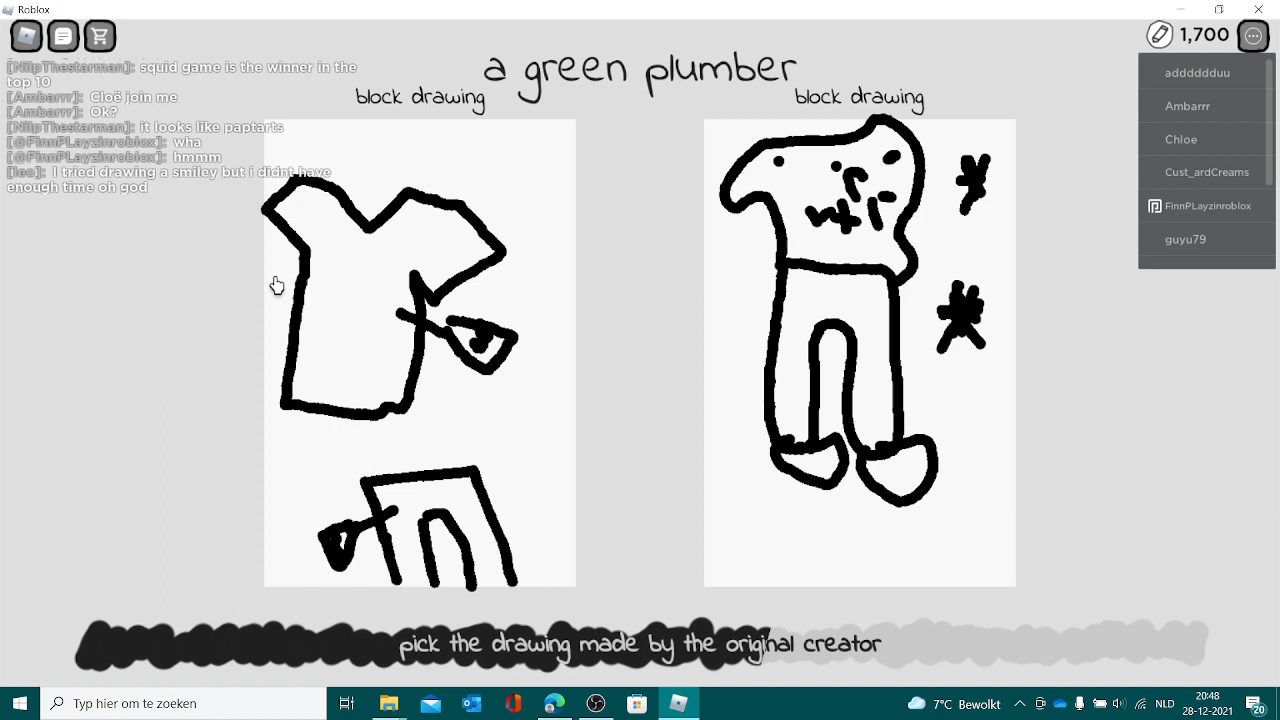 Roblox
1,700
[NiipThestarman]: squid game is the winner in the
top 10
[Ambarrr]: Cloë join me
[Ambarrr]: Ok?
[NiipThestarman]: it looks like paptarts
[@FinnPLayzinroblox]: wha
[@FinnPLayzinroblox]: hmmm
[leo]: I tried drawing a smiley but i didnt have
enough time oh god
a green plumber
block drawing
block drawing
adddddduu
Ambarrr
Chloe
Cust_ardCreams
FinnPLayzinroblox
guyu79
pick the drawing made by the original creator
Typ hier om te zoeken
7°C Bewolkt
NLD
20:48
28-12-2021
20